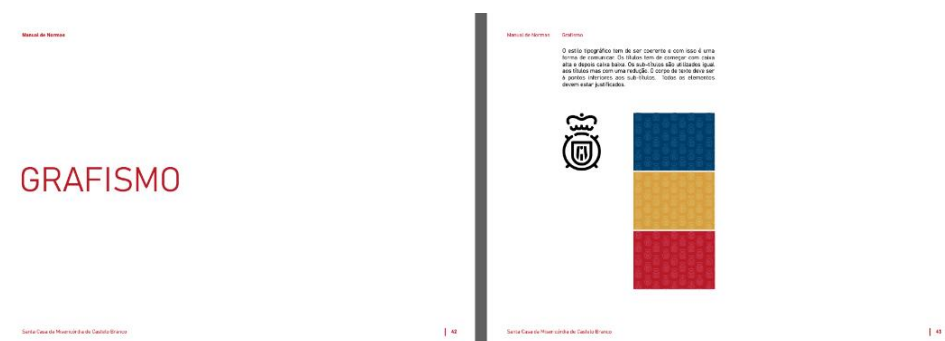 Manual de Normas
GRAFISMO
Santa Casa da Misericórdia de Castelo Branco
42
Manual de Normas Grafismo
O estilo tipográfico tem de ser coerente e com isso é uma
forma de comunicar. Os títulos tem de começar com caixa
alta e depois caixa baixa. Os sub-títulos são utilizados igual
aos títulos mas com uma redução. O corpo de texto deve ser
pontos inferiores aos sub-títulos. Todos os elementos
devem estar justificados.
Santa Casa da Misericórdia de Castelo Branco
43